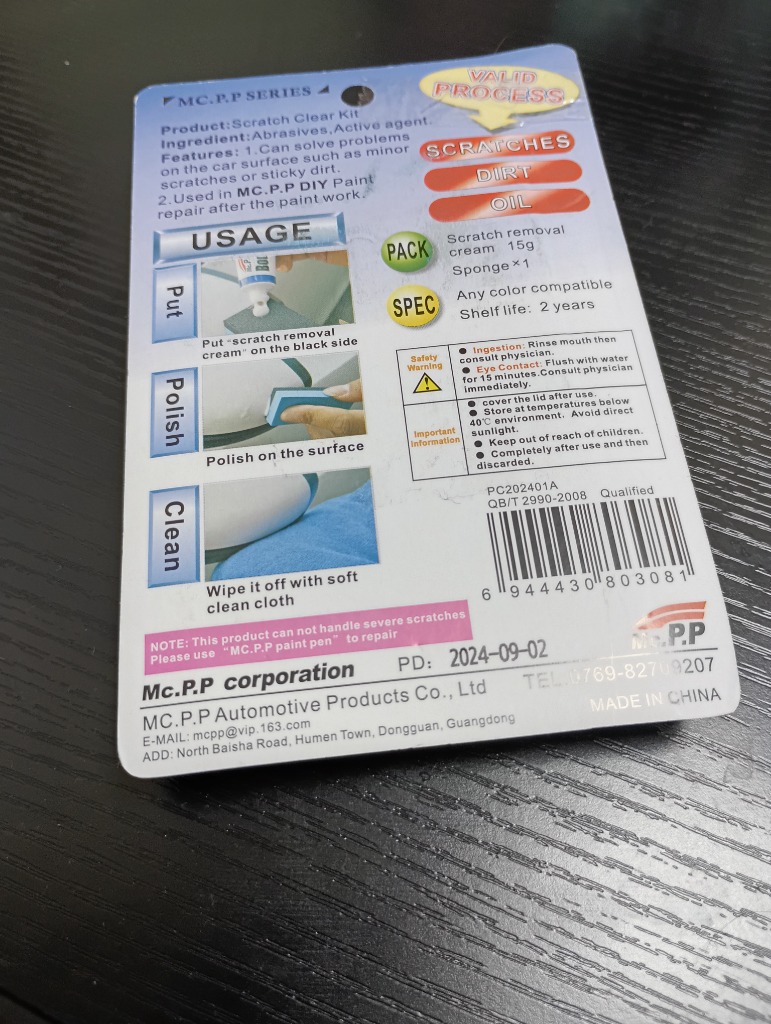 MC.P.P SERIES
Product:Scratch Clear Kit
Ingredient:Abrasives,Active agent.
Features: 1.Can solve problems
on the car surface such as minor
scratches or sticky dirt.
2.Used in MC.P.P DIY Paint
repair after the paint work.
VALID
PROCESS
SCRATCHES
DIRT
OIL
USAGE
Put
Put "scratch removal
cream" on the black side
Polish
Polish on the surface
Clean
Wipe it off with soft
clean cloth
PACK
Scratch removal
cream 15g
Sponge×1
SPEC
Any color compatible
Shelf life: 2 years
Safety
Warning
● Ingestion: Rinse mouth then
consult physician.
● Eye Contact: Flush with water
for 15 minutes.Consult physician
immediately.
Important
Information
● cover the lid after use.
● Store at temperatures below
40℃ environment. Avoid direct
sunlight.
● Keep out of reach of children.
● Completely after use and then
discarded.
PC202401A
QB/T 2990-2008 Qualified
6 944430 803081
NOTE: This product can not handle severe scratches
Please use "MC.P.P paint pen" to repair
Mc.P.P
Mc.P.P corporation PD: 2024-09-02
MC.P.P Automotive Products Co., Ltd
E-MAIL: mcpp@vip.163.com
ADD: North Baisha Road, Humen Town, Dongguan, Guangdong
TEL:
MADE IN CHINA